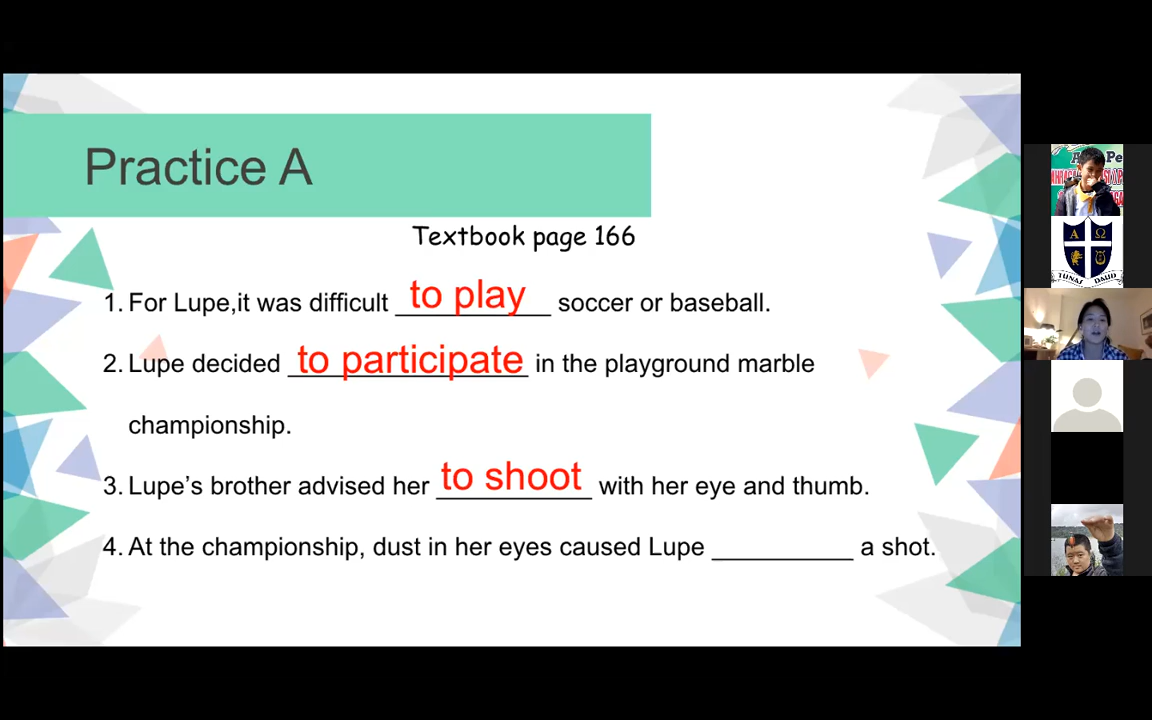 Practice A
Textbook page 166
1. For Lupe,it was difficult to play soccer or baseball.
2. Lupe decided to participate in the playground marble
championship.
3. Lupe's brother advised her to shoot with her eye and thumb.
4. At the championship, dust in her eyes caused Lupe __________ a shot.
Α Ω
TUNAS DAUD